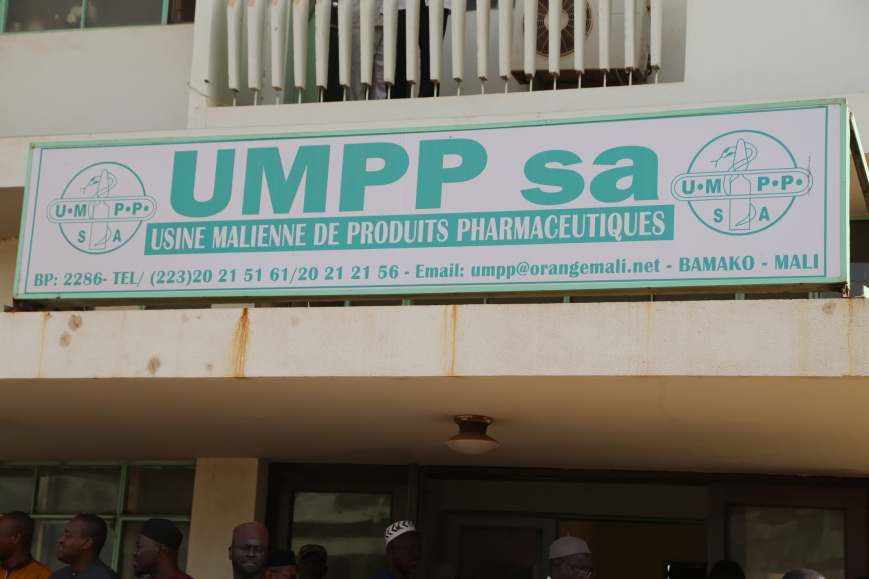 UMPP sa
USINE MALIENNE DE PRODUITS PHARMACEUTIQUES
BP: 2286- TEL/ (223)20 21 51 61/20 21 21 56 - Email: umpp@orangemali.net - BAMAKO - MALI
U•M P•P•
S A
U•M P•P•
S A